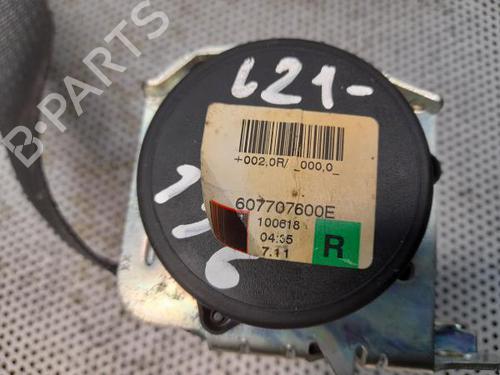 B-PARTS
621-
+002,0R/ _000,0_
607707600E
100618
04:35
7.11
R